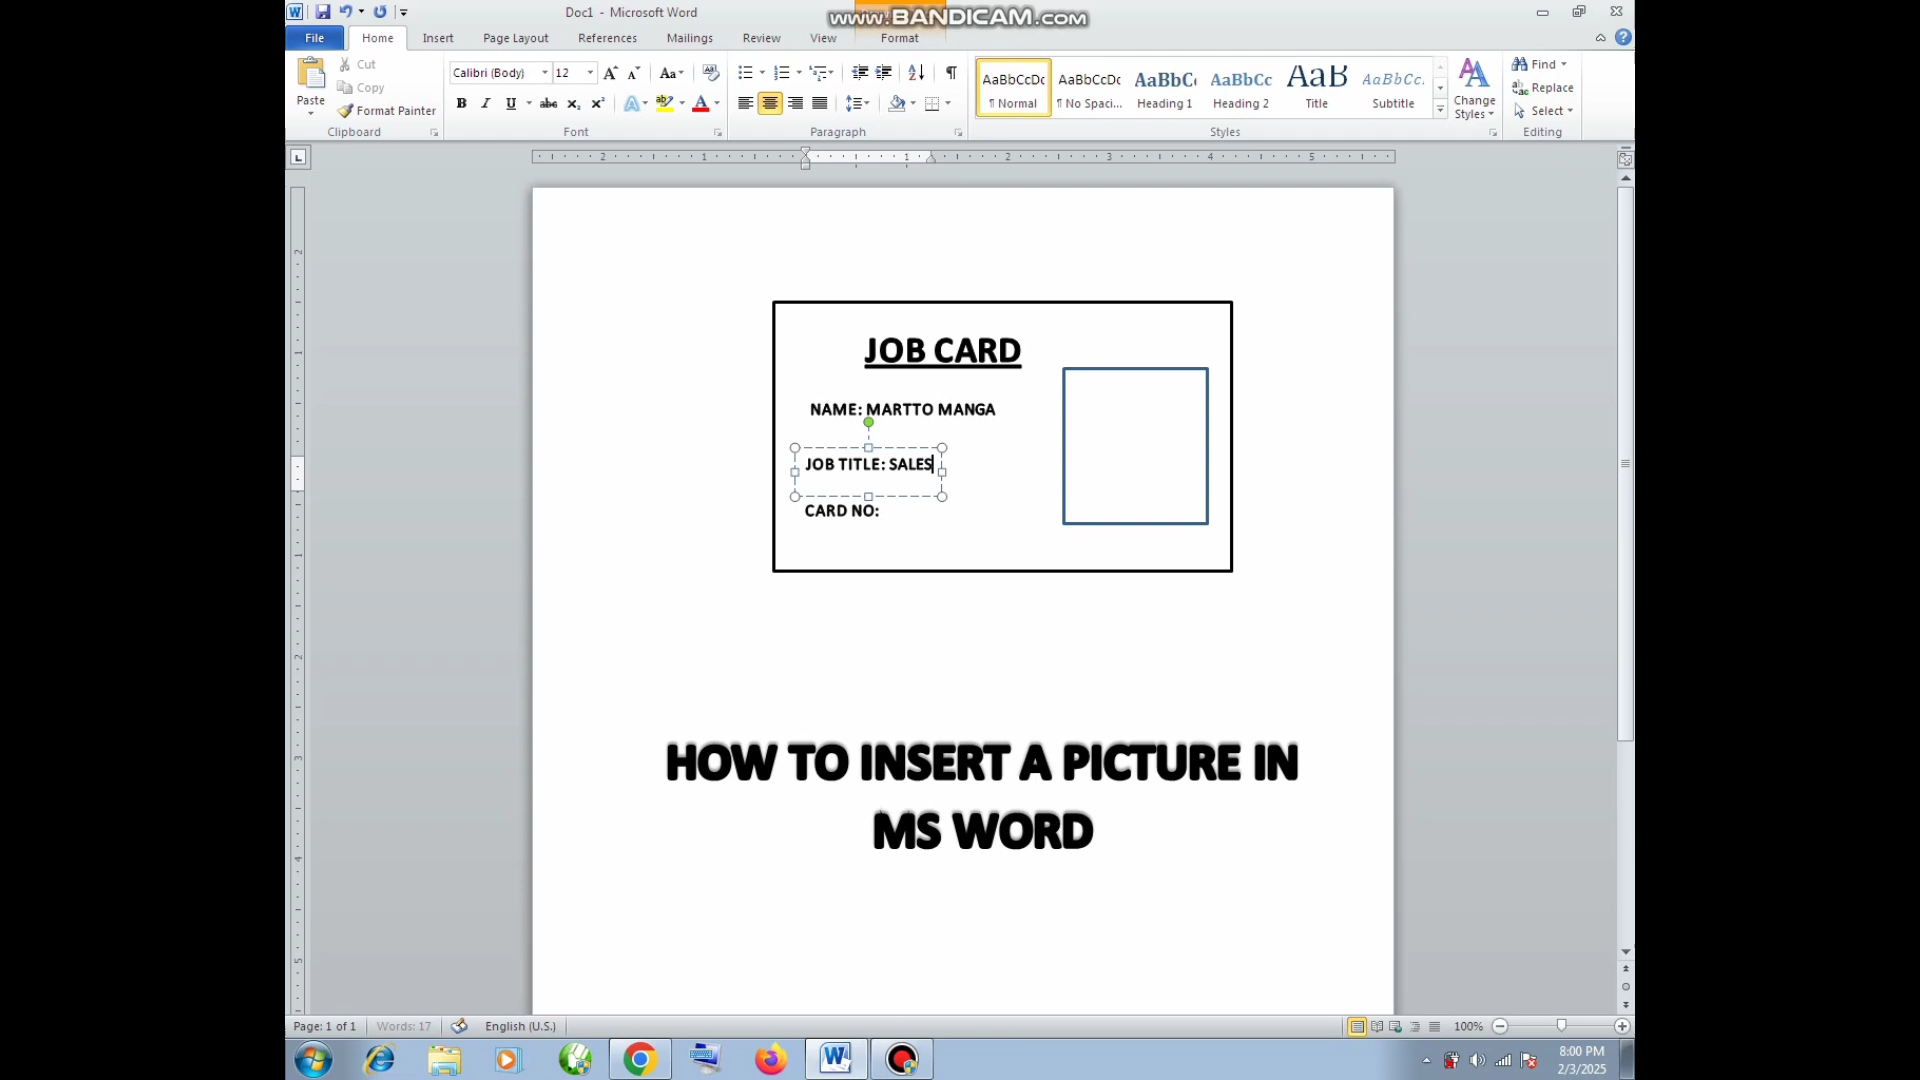 Doc1 - Microsoft Word
www.BANDICAM.com
File Home Insert Page Layout References Mailings Review View Format
Paste
Cut
Copy
Format Painter
Clipboard
Calibri (Body) 12
Font
Paragraph
AaBbCcDc AaBbCcDc AaBbC AaBbCc AaB AaBbCc.
¶ Normal ¶ No Spaci... Heading 1 Heading 2 Title Subtitle
Change Styles
Styles
Find
Replace
Select
Editing
JOB CARD
NAME: MARTTO MANGA
JOB TITLE: SALES
CARD NO:
HOW TO INSERT A PICTURE IN
MS WORD
Page: 1 of 1 Words: 17 English (U.S.) 100%
8:00 PM
2/3/2025